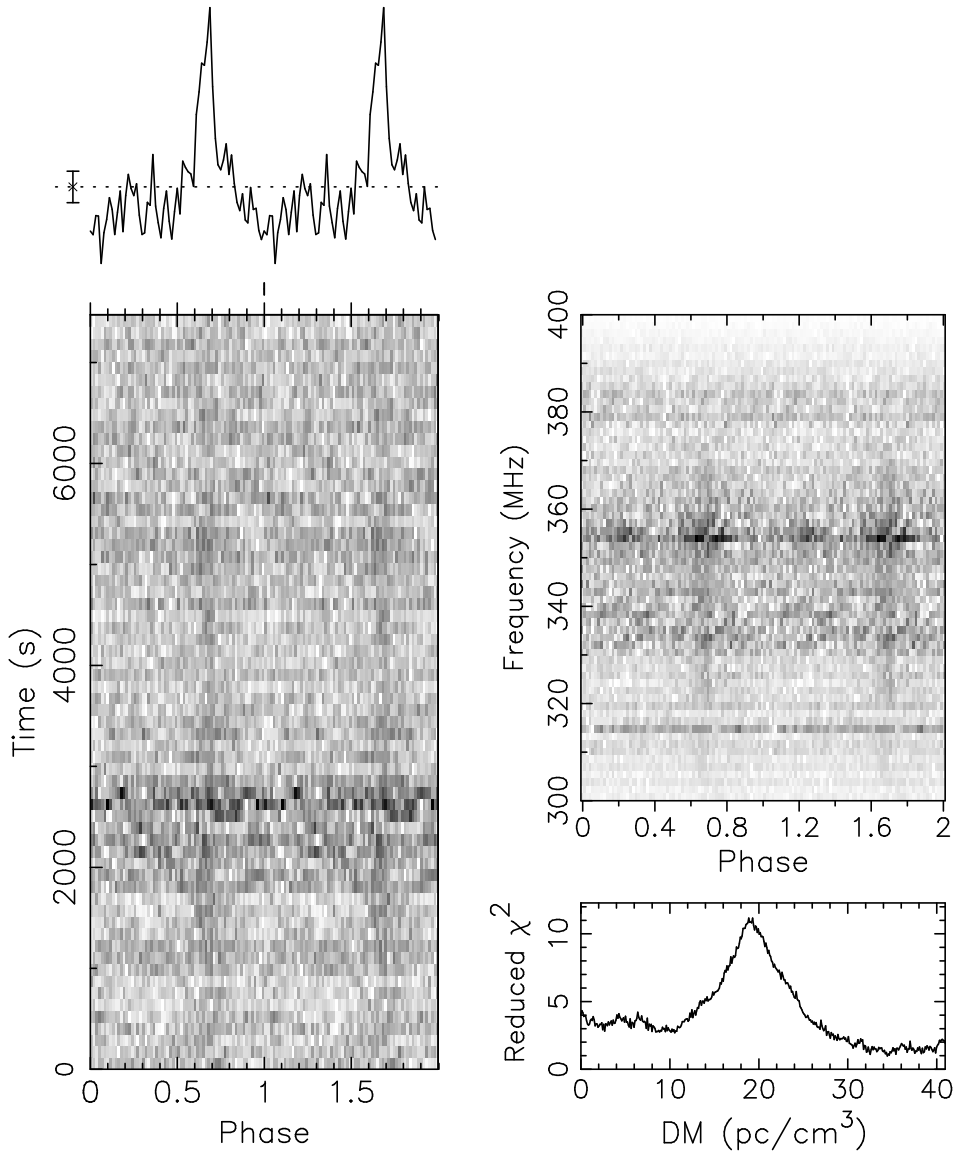 6000
4000
2000
0
Time (s)
0 0.5 1 1.5
Phase
400
380
360
340
320
300
Frequency (MHz)
0 0.4 0.8 1.2 1.6 2
Phase
10
5
0
Reduced χ²
0 10 20 30 40
DM (pc/cm³)